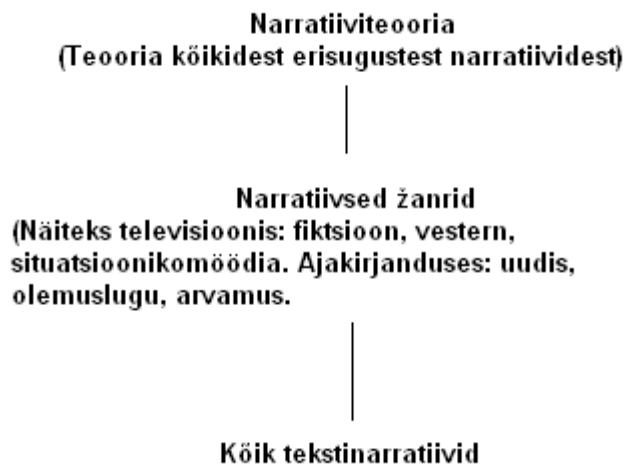 Narratiiviteooria
(Teooria kõikidest erisugustest narratiividest)
Narratiivsed žanrid
(Näiteks televisioonis: fiktsioon, vestern,
situatsioonikomöödia. Ajakirjanduses: uudis,
olemuslugu, arvamus.
Kõik tekstinarratiivid